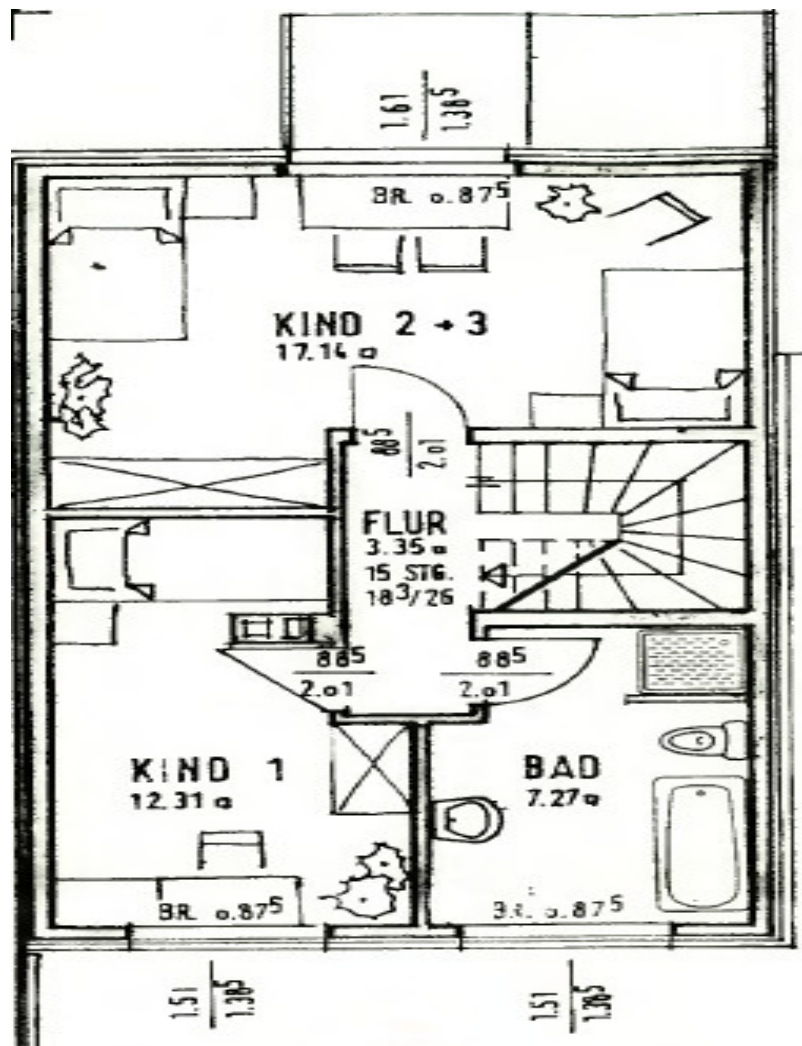 1.61
1.38⁵
BR. o.87⁵
KIND 2 + 3
17.14 ▫
88⁵
2.o1
FLUR
3.35 ▫
15 STG.
18³/26
88⁵
2.o1
88⁵
2.o1
KIND 1
12.31 ▫
BAD
7.27 ▫
BR. o.87⁵
BR. o.87⁵
1.51
1.38⁵
1.51
1.38⁵